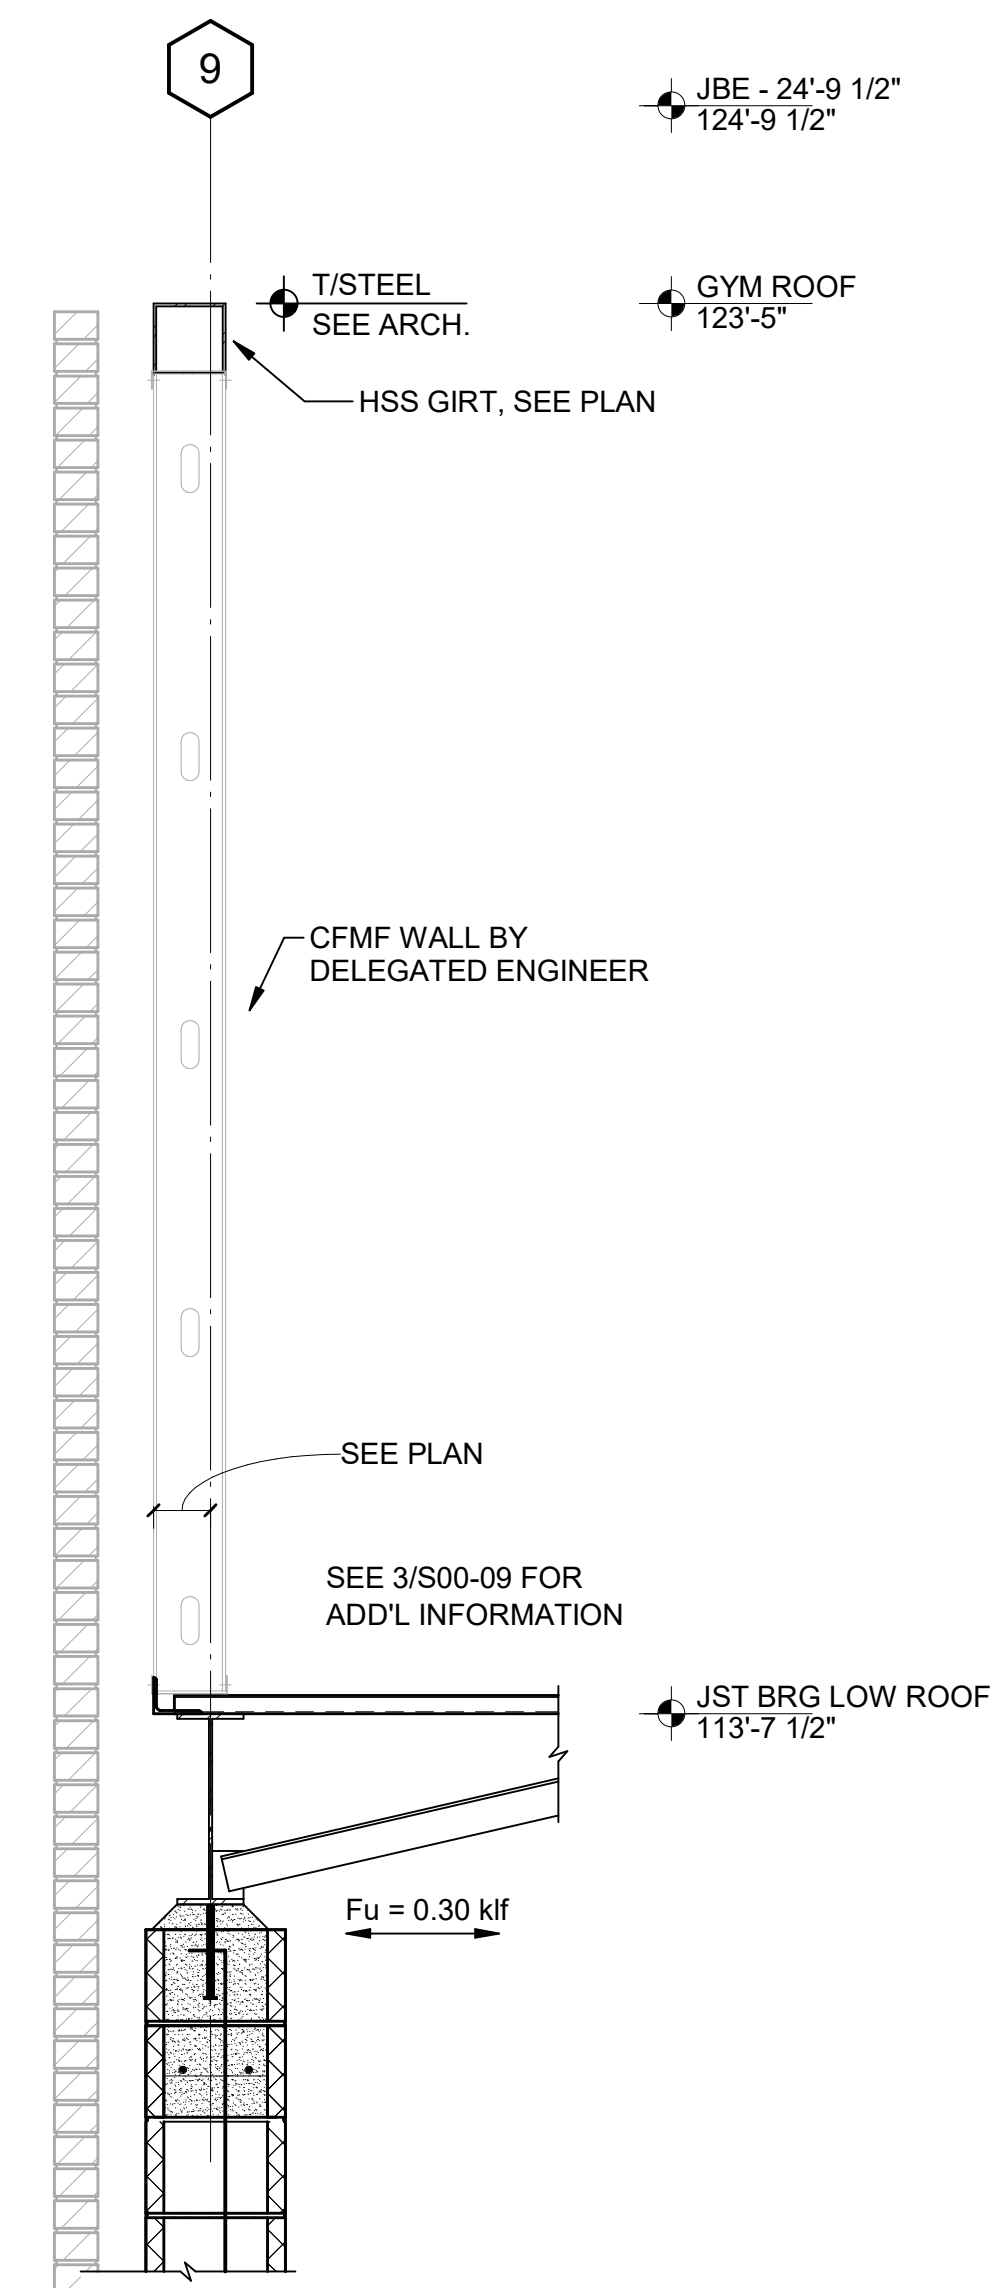 9
JBE - 24'-9 1/2"
124'-9 1/2"
T/STEEL
SEE ARCH.
GYM ROOF
123'-5"
HSS GIRT, SEE PLAN
CFMF WALL BY
DELEGATED ENGINEER
SEE PLAN
SEE 3/S00-09 FOR
ADD'L INFORMATION
JST BRG LOW ROOF
113'-7 1/2"
Fu = 0.30 klf